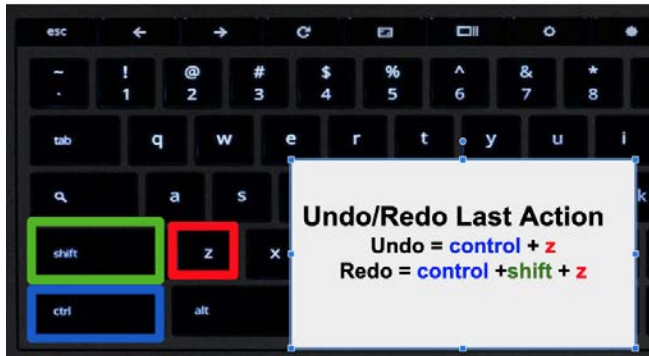 esc
~ ! @ # $ % ^ & *
` 1 2 3 4 5 6 7 8
tab q w e r t y u i
a s k
Undo/Redo Last Action
shift z x Undo = control + z
Redo = control +shift + z
ctrl alt